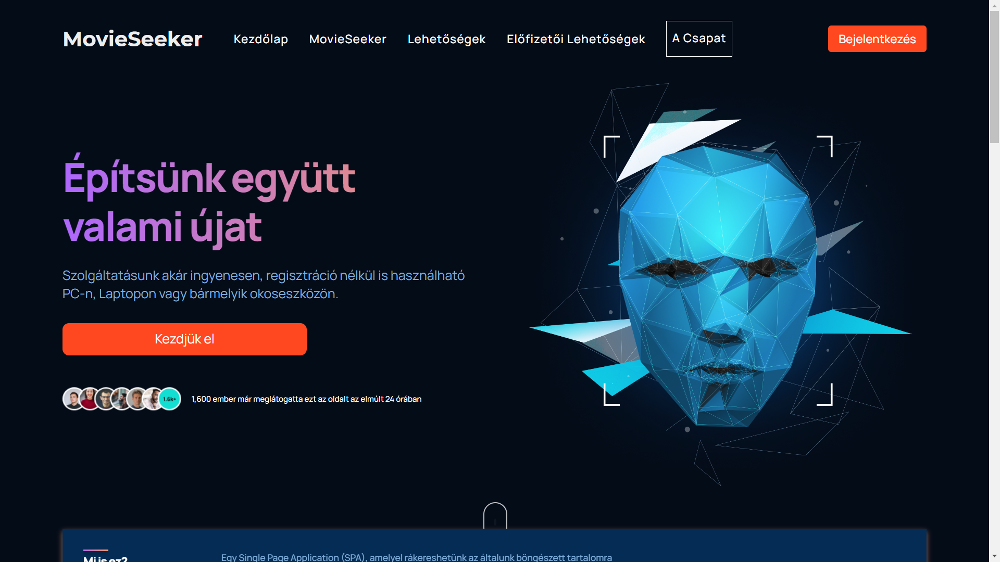 MovieSeeker
Kezdőlap
MovieSeeker
Lehetőségek
Előfizetői Lehetőségek
A Csapat
Bejelentkezés
Építsünk együtt
valami újat
Szolgáltatásunk akár ingyenesen, regisztráció nélkül is használható
PC-n, Laptopon vagy bármelyik okoseszközön.
Kezdjük el
1.6k+
1,600 ember már meglátogatta ezt az oldalt az elmúlt 24 órában
Mi is ez?
Egy Single Page Application (SPA), amelyel rákereshetünk az általunk böngészett tartalomra